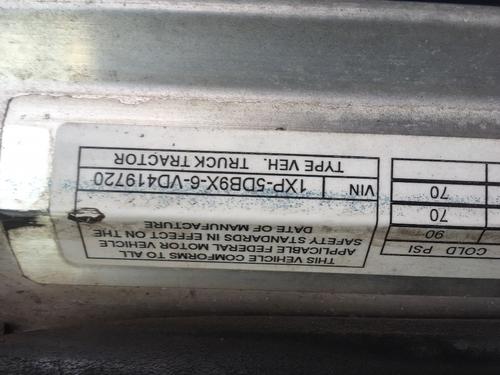 COLD PSI
90
70
70
THIS VEHICLE CONFORMS TO ALL
APPLICABLE FEDERAL MOTOR VEHICLE
SAFETY STANDARDS IN EFFECT ON THE
DATE OF MANUFACTURE
VIN 1XP-5DB9X-6-VD419720
TYPE VEH. TRUCK TRACTOR